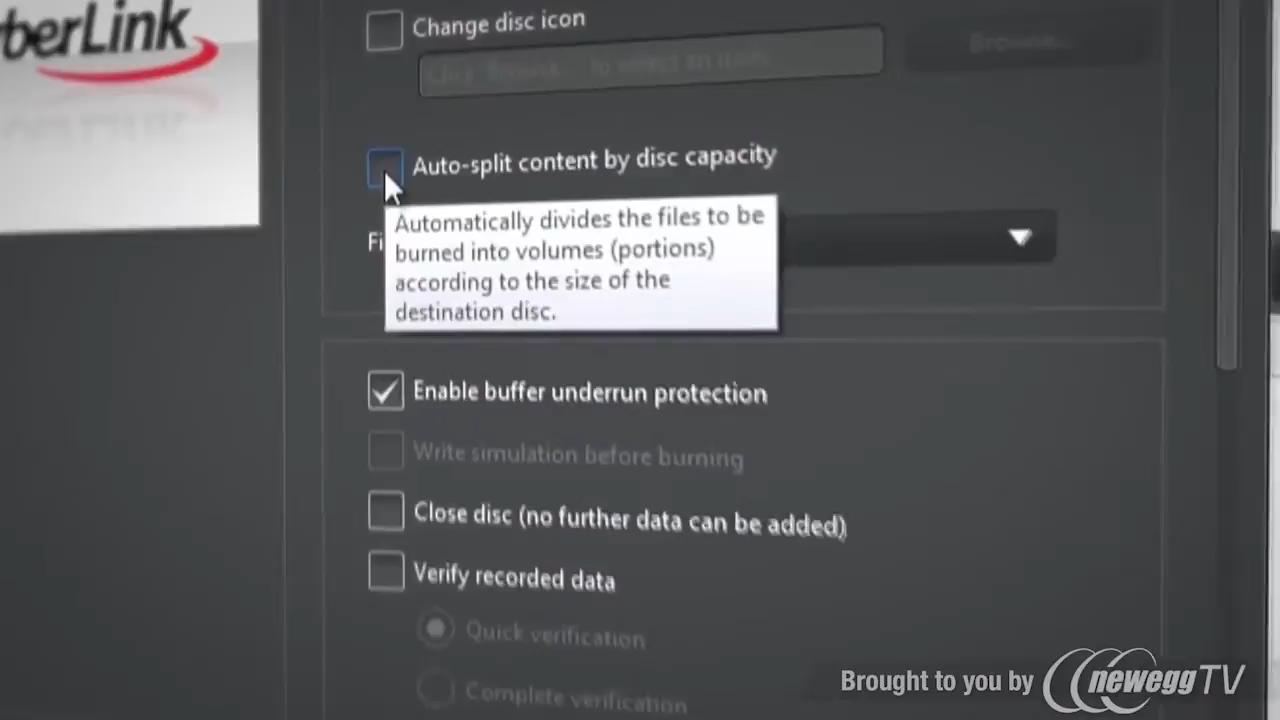 berLink
Change disc icon
Browse...
Auto-split content by disc capacity
Automatically divides the files to be
burned into volumes (portions)
according to the size of the
destination disc.
Fi
Enable buffer underrun protection
Write simulation before burning
Close disc (no further data can be added)
Verify recorded data
Quick verification
Complete verification
Brought to you by neweggTV